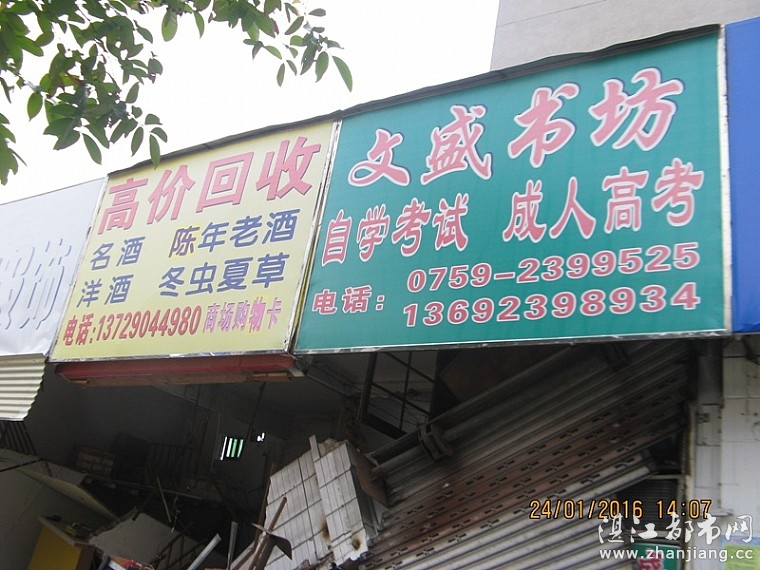 高价回收
名酒 陈年老酒
洋酒 冬虫夏草
电话:13729044980 商场购物卡
文盛书坊
自学考试 成人高考
电话: 0759-2399525
13692398934
24/01/2016 14:07
湛江都市网
www.zhanjiang.cc